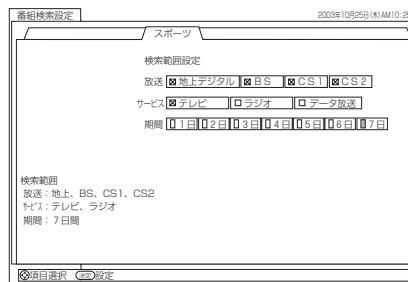 番組検索設定 2003年10月25日(木)AM10:25
スポーツ
検索範囲設定
放送 地上デジタル BS CS1 CS2
サービス テレビ ラジオ データ放送
期間 1日 2日 3日 4日 5日 6日 7日
検索範囲
放送：地上、BS、CS1、CS2
ｻｰﾋﾞｽ：テレビ、ラジオ
期間：7日間
項目選択 決定 設定